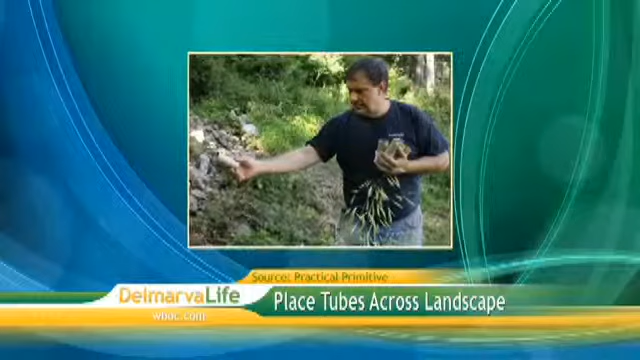 Source: Practical Primitive
DelmarvaLife
Place Tubes Across Landscape
wboc.com